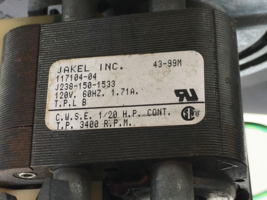 JAKEL INC. 43-99M
117104-04
J238-150-1533
120V. 60HZ. 1.71A.
T.P.L B
C.W.S.E. 1/20 H.P. CONT.
T.P. 3400 R.P.M.